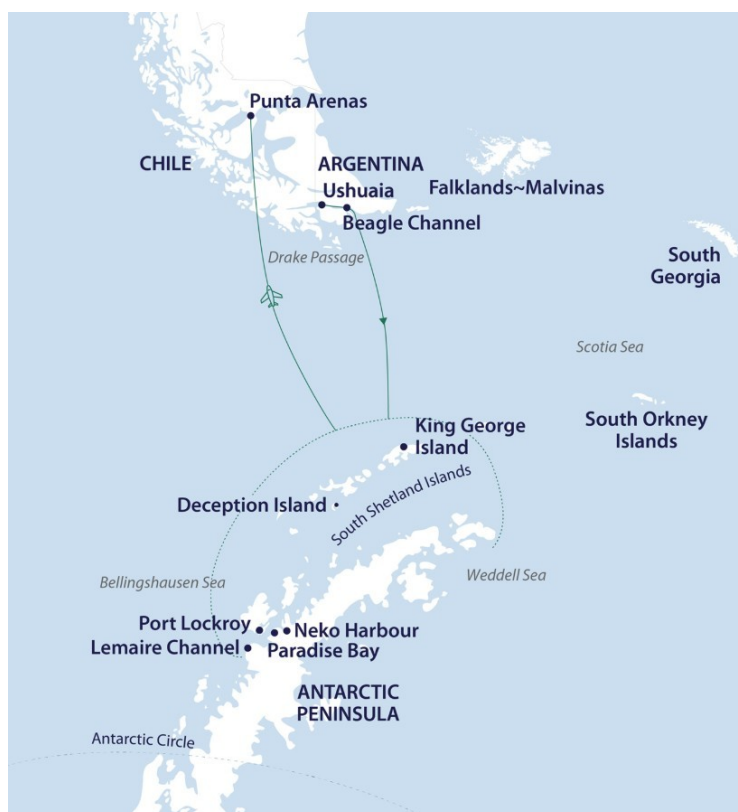 Punta Arenas
CHILE
ARGENTINA
Ushuaia
Falklands~Malvinas
Beagle Channel
Drake Passage
South
Georgia
Scotia Sea
King George
Island
South Orkney
Islands
Deception Island
South Shetland Islands
Bellingshausen Sea
Weddell Sea
Port Lockroy
Neko Harbour
Lemaire Channel
Paradise Bay
ANTARCTIC
PENINSULA
Antarctic Circle